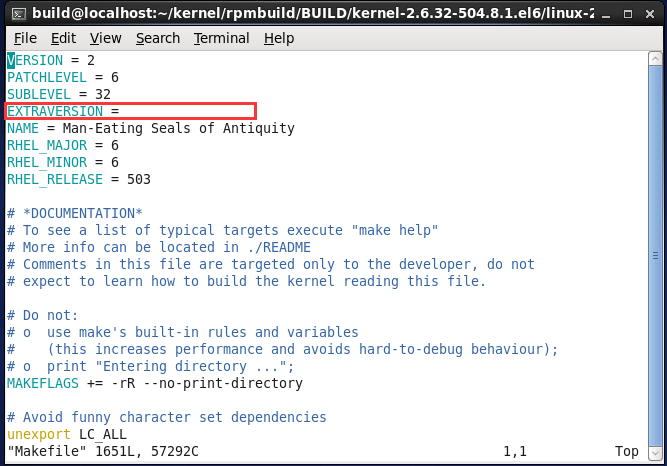 build@localhost:~/kernel/rpmbuild/BUILD/kernel-2.6.32-504.8.1.el6/linux-2
File Edit View Search Terminal Help
VERSION = 2
PATCHLEVEL = 6
SUBLEVEL = 32
EXTRAVERSION =
NAME = Man-Eating Seals of Antiquity
RHEL_MAJOR = 6
RHEL_MINOR = 6
RHEL_RELEASE = 503
# *DOCUMENTATION*
# To see a list of typical targets execute "make help"
# More info can be located in ./README
# Comments in this file are targeted only to the developer, do not
# expect to learn how to build the kernel reading this file.
# Do not:
# o  use make's built-in rules and variables
#    (this increases performance and avoids hard-to-debug behaviour);
# o  print "Entering directory ...";
MAKEFLAGS += -rR --no-print-directory
# Avoid funny character set dependencies
unexport LC_ALL
"Makefile" 1651L, 57292C 1,1 Top